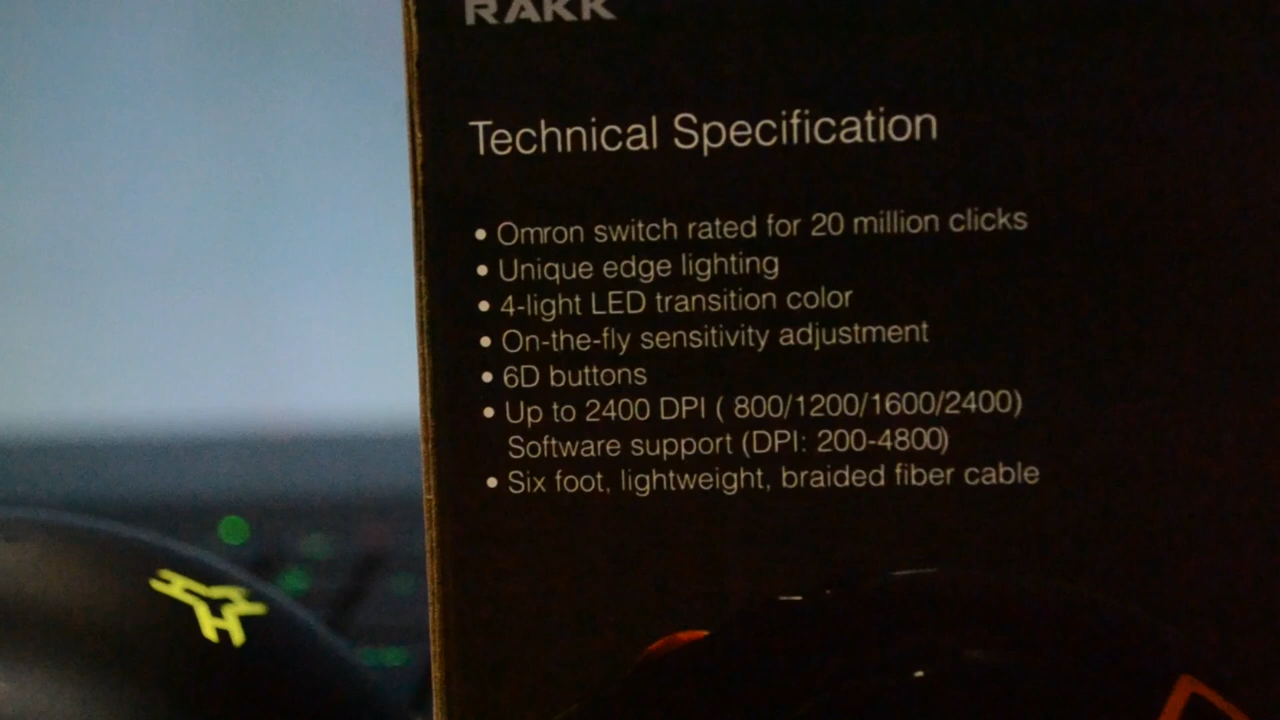 RAKK
Technical Specification
• Omron switch rated for 20 million clicks
• Unique edge lighting
• 4-light LED transition color
• On-the-fly sensitivity adjustment
• 6D buttons
• Up to 2400 DPI ( 800/1200/1600/2400)
Software support (DPI: 200-4800)
• Six foot, lightweight, braided fiber cable